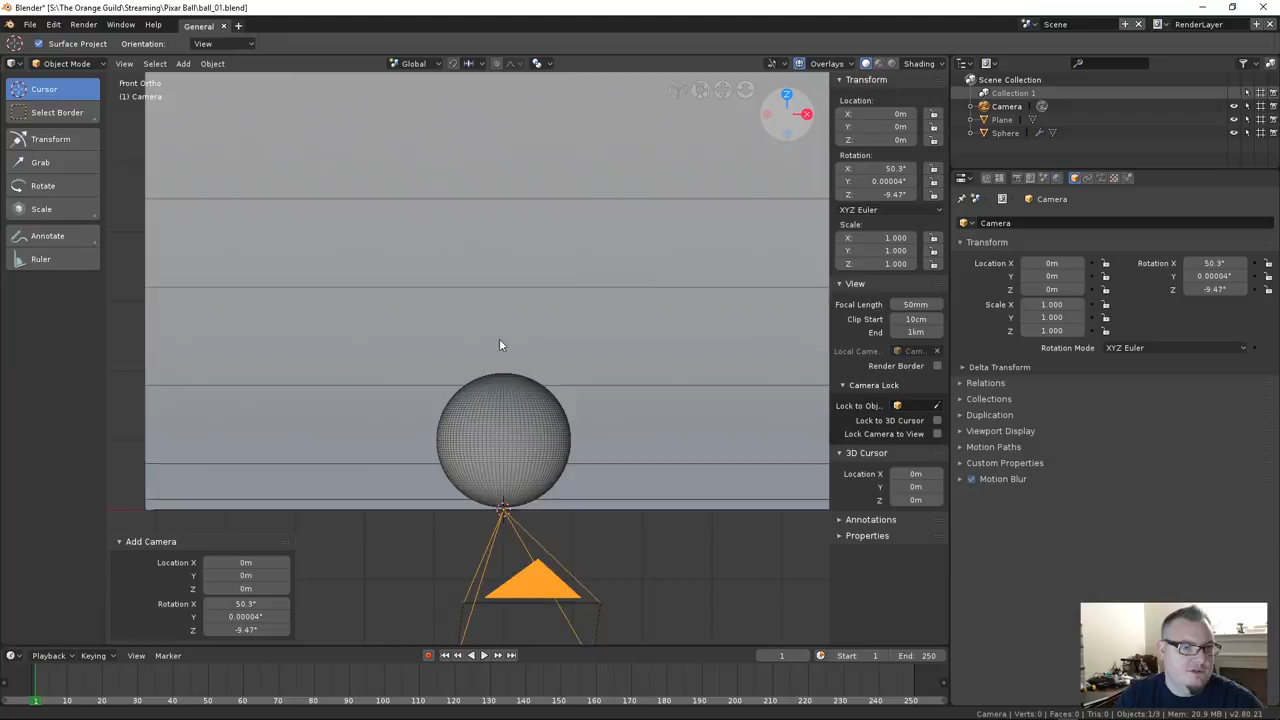 Blender* [S:\The Orange Guild\Streaming\Pixar Ball\ball_01.blend]
File Edit Render Window Help General Scene RenderLayer
Surface Project Orientation: View
Object Mode View Select Add Object Global Overlays Shading
Cursor
Select Border
Transform
Grab
Rotate
Scale
Annotate
Ruler
Front Ortho
(1) Camera
Z
X
Add Camera
Location X 0m
Y 0m
Z 0m
Rotation X 50.3°
Y 0.00004°
Z -9.47°
Transform
Location:
X: 0m
Y: 0m
Z: 0m
Rotation:
X: 50.3°
Y: 0.00004°
Z: -9.47°
XYZ Euler
Scale:
X: 1.000
Y: 1.000
Z: 1.000
View
Focal Length 50mm
Clip Start 10cm
End 1km
Local Came.. Cam..
Render Border
Camera Lock
Lock to Obj..
Lock to 3D Cursor
Lock Camera to View
3D Cursor
Location X 0m
Y 0m
Z 0m
Annotations
Properties
Scene Collection
Collection 1
Camera
Plane
Sphere
Camera
Camera
Transform
Location X 0m Rotation X 50.3°
Y 0m Y 0.00004°
Z 0m Z -9.47°
Scale X 1.000
Y 1.000
Z 1.000
Rotation Mode XYZ Euler
Delta Transform
Relations
Collections
Duplication
Viewport Display
Motion Paths
Custom Properties
Motion Blur
Playback Keying View Marker 1 Start: 1 End: 250
1 10 20 30 40 50 60 70 80 90 100 110 120 130 140 150 160 170 180 190 200 210 220 230 240 250
Camera | Verts:0 | Faces:0 | Tris:0 | Objects:1/3 | Mem: 20.9 MB | v2.80.21